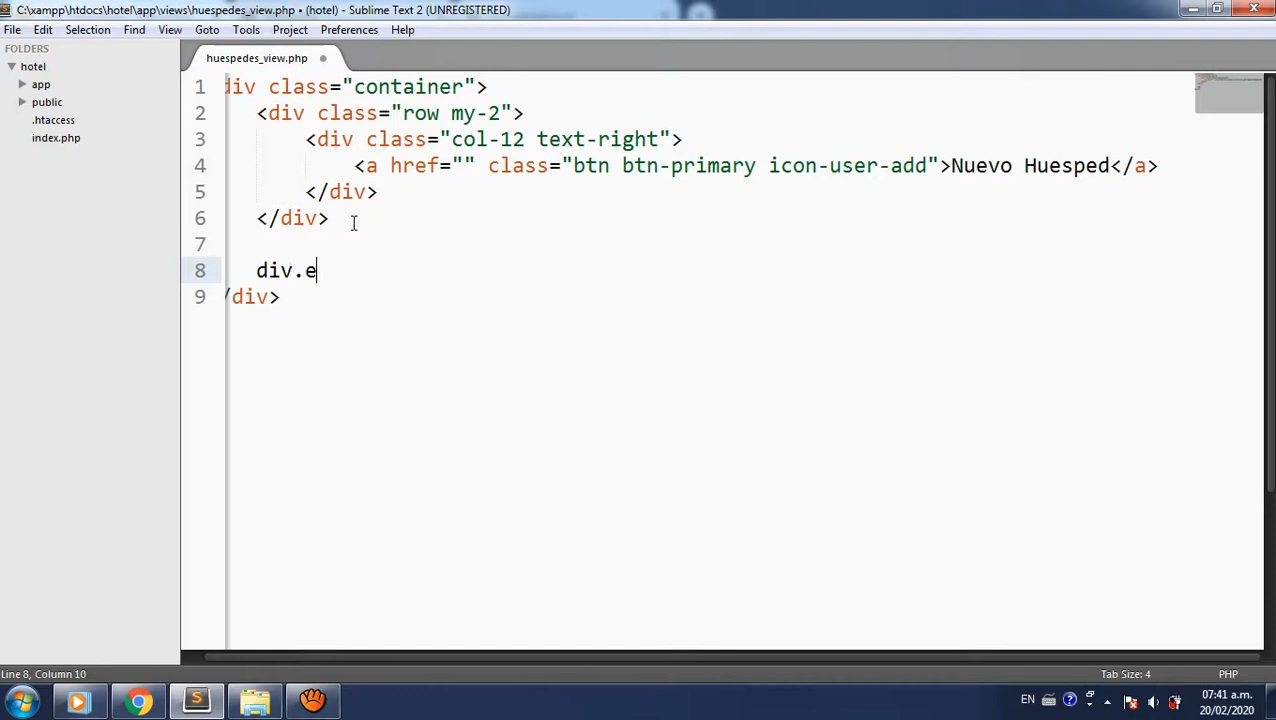 C:\xampp\htdocs\hotel\app\views\huespedes_view.php • (hotel) - Sublime Text 2 (UNREGISTERED)
File Edit Selection Find View Goto Tools Project Preferences Help
FOLDERS
hotel
app
public
.htaccess
index.php
huespedes_view.php
1 div class="container">
2 <div class="row my-2">
3 <div class="col-12 text-right">
4 <a href="" class="btn btn-primary icon-user-add">Nuevo Huesped</a>
5 </div>
6 </div>
7
8 div.e
9 /div>
Line 8, Column 10
Tab Size: 4
PHP
EN
07:41 a.m.
20/02/2020